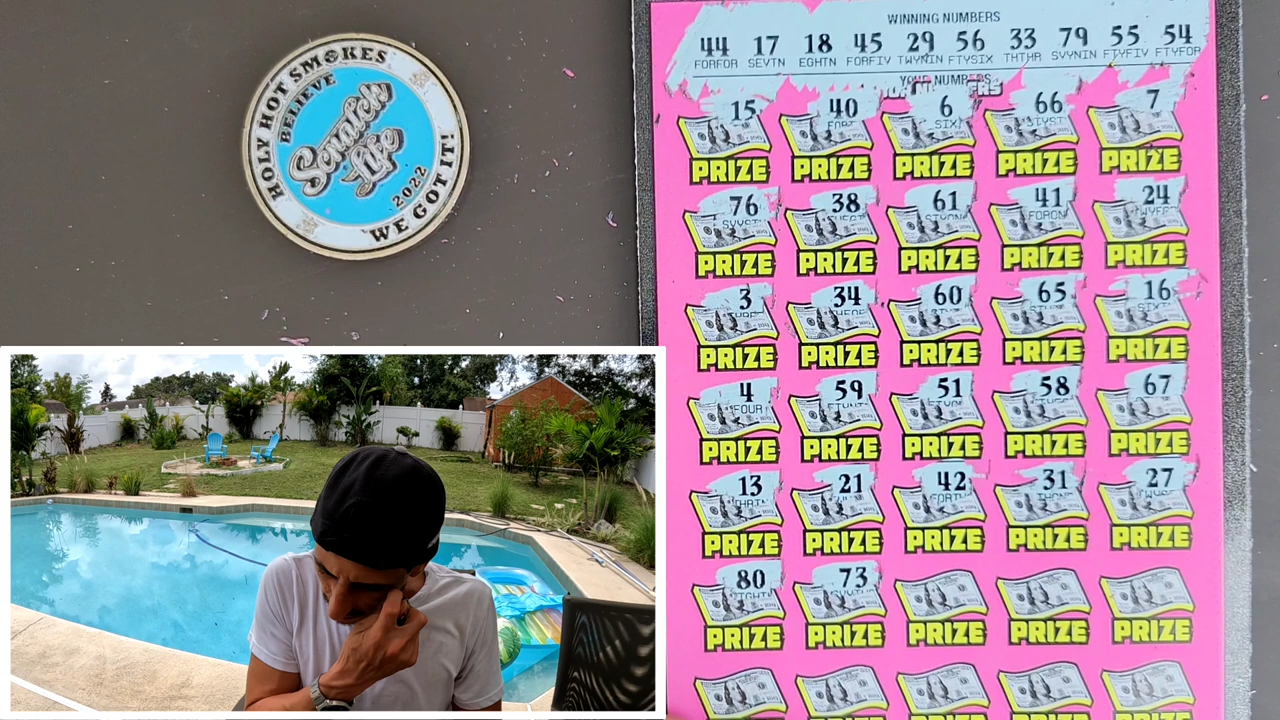 HOLY HOT SMOKES
BELIEVE
Scratch
Life
2022
WE GOT IT!
WINNING NUMBERS
44 17 18 45 29 56 33 79 55 54
FORFOR SEVTN EGHTN FORFIV TWYNIN FTYSIX THTHR SVYNIN FTYFIV FTYFOR
YOUR NUMBERS
15 40 6 66 7
SIX
PRIZE PRIZE PRIZE PRIZE PRIZE
76 38 61 41 24
PRIZE PRIZE PRIZE PRIZE PRIZE
3 34 60 65 16
PRIZE PRIZE PRIZE PRIZE PRIZE
4 59 51 58 67
FOUR
PRIZE PRIZE PRIZE PRIZE PRIZE
13 21 42 31 27
PRIZE PRIZE PRIZE PRIZE PRIZE
80 73
PRIZE PRIZE PRIZE PRIZE PRIZE